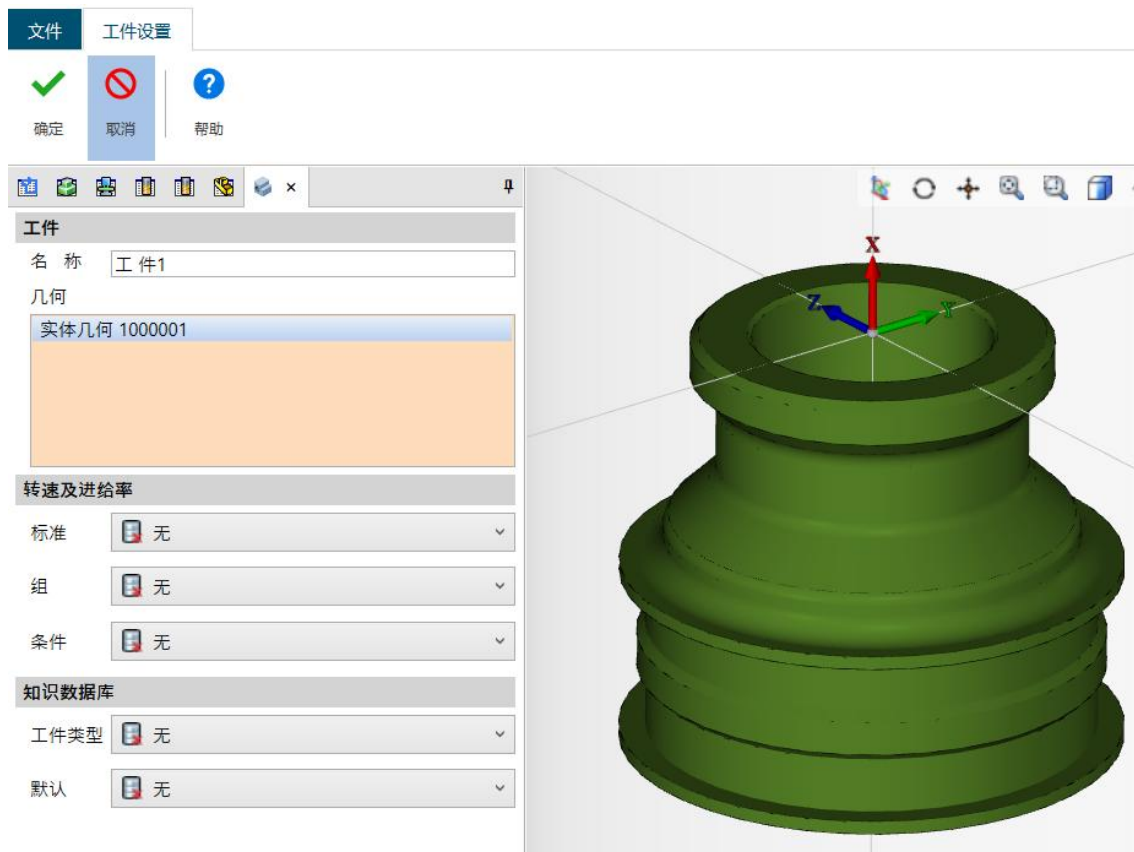 文件 工件设置
确定 取消 帮助
工件
名 称 工 件1
几何
实体几何 1000001
转速及进给率
标准 无
组 无
条件 无
知识数据库
工件类型 无
默认 无
X
Z Y